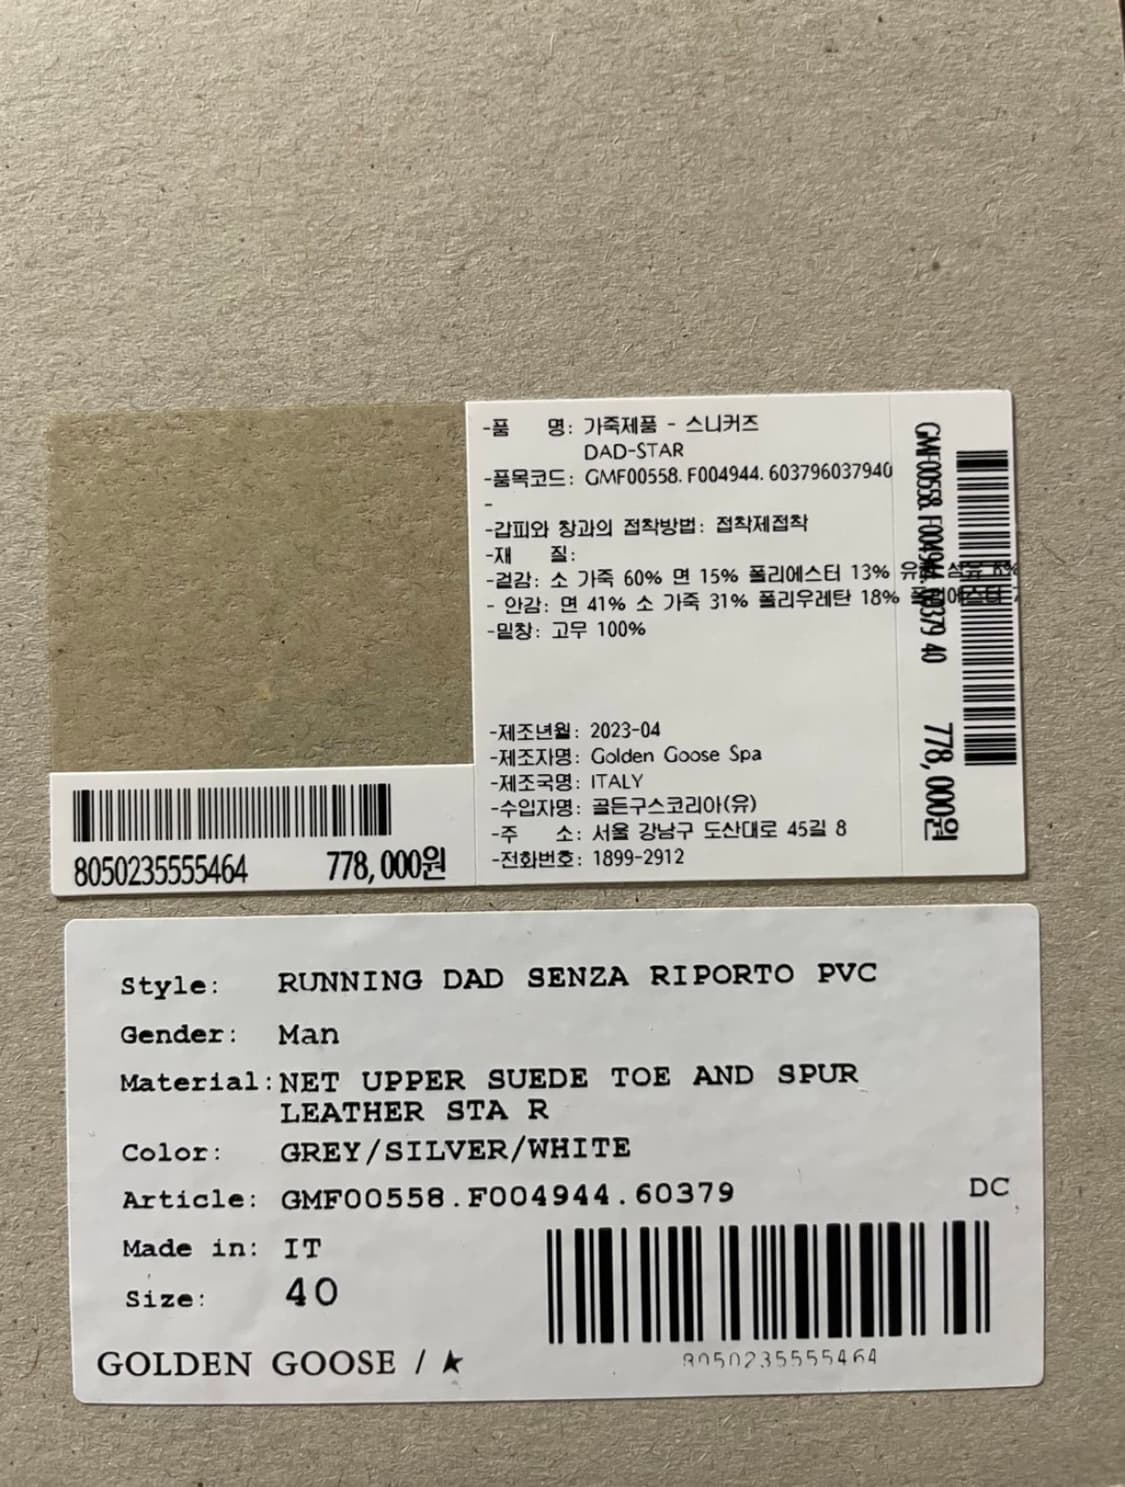 -품 명: 가죽제품 - 스니커즈
DAD-STAR
-품목코드: GMF00558.F004944.603796037940
-
-갑피와 창과의 접착방법: 접착제접착
-재 질:
-겉감: 소 가죽 60% 면 15% 폴리에스터 13%
- 안감: 면 41% 소 가죽 31% 폴리우레탄 18%
-밑창: 고무 100%
-제조년월: 2023-04
-제조자명: Golden Goose Spa
-제조국명: ITALY
-수입자명: 골든구스코리아(유)
-주 소: 서울 강남구 도산대로 45길 8
-전화번호: 1899-2912
GMF00558.F004944.60379 40 778,000원
8050235555464 778,000원
Style: RUNNING DAD SENZA RIPORTO PVC
Gender: Man
Material: NET UPPER SUEDE TOE AND SPUR
LEATHER STA R
Color: GREY/SILVER/WHITE
Article: GMF00558.F004944.60379 DC
Made in: IT
Size: 40
8050235555464
GOLDEN GOOSE /